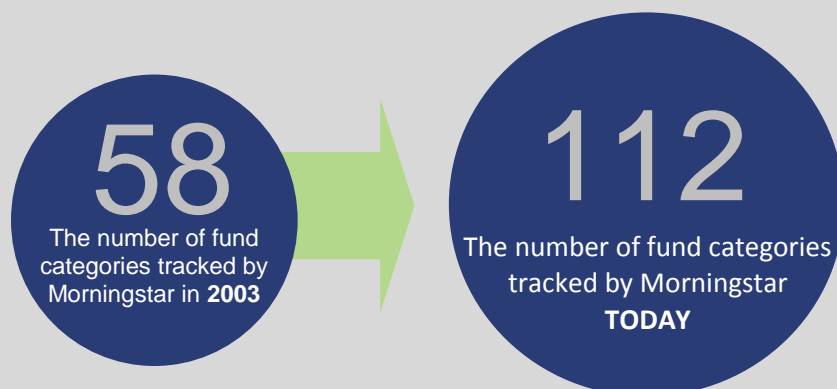 58
The number of fund
categories tracked by
Morningstar in 2003
112
The number of fund categories
tracked by Morningstar
TODAY